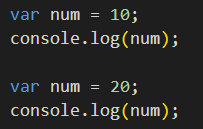 var num = 10;
console.log(num);
var num = 20;
console.log(num);